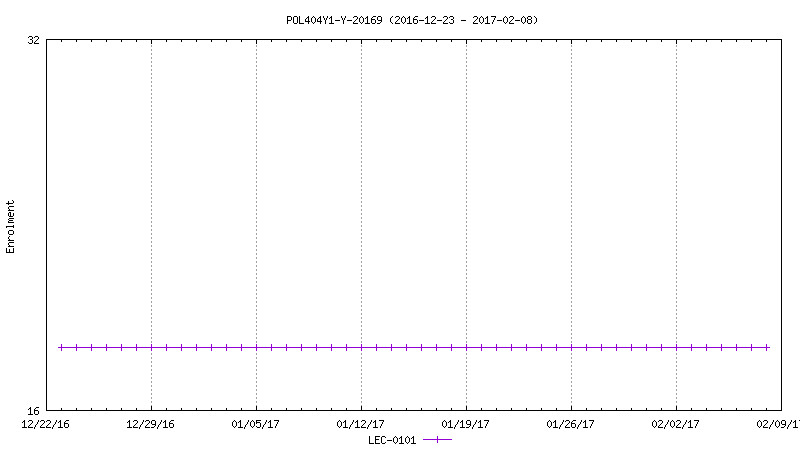 POL404Y1-Y-20169 (2016-12-23 - 2017-02-08)
32
Enrolment
16
12/22/16 12/29/16 01/05/17 01/12/17 01/19/17 01/26/17 02/02/17 02/09/1
LEC-0101